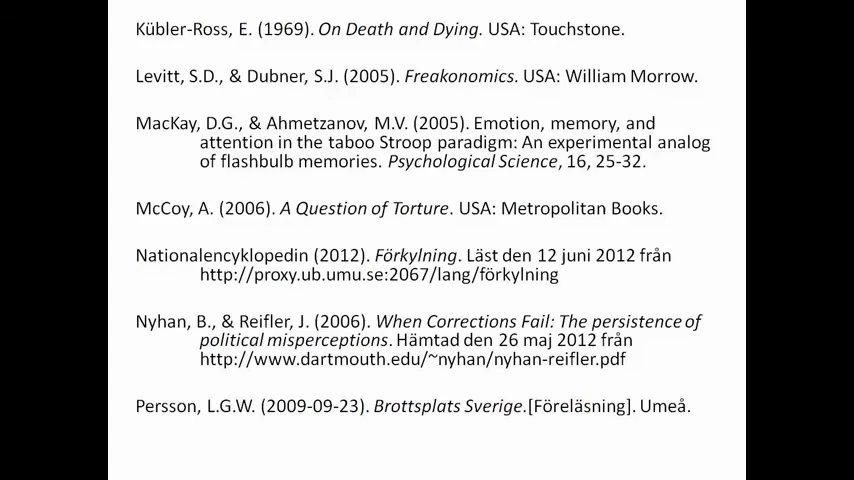 Kübler-Ross, E. (1969). On Death and Dying. USA: Touchstone.
Levitt, S.D., & Dubner, S.J. (2005). Freakonomics. USA: William Morrow.
MacKay, D.G., & Ahmetzanov, M.V. (2005). Emotion, memory, and
attention in the taboo Stroop paradigm: An experimental analog
of flashbulb memories. Psychological Science, 16, 25-32.
McCoy, A. (2006). A Question of Torture. USA: Metropolitan Books.
Nationalencyklopedin (2012). Förkylning. Läst den 12 juni 2012 från
http://proxy.ub.umu.se:2067/lang/förkylning
Nyhan, B., & Reifler, J. (2006). When Corrections Fail: The persistence of
political misperceptions. Hämtad den 26 maj 2012 från
http://www.dartmouth.edu/~nyhan/nyhan-reifler.pdf
Persson, L.G.W. (2009-09-23). Brottsplats Sverige.[Föreläsning]. Umeå.